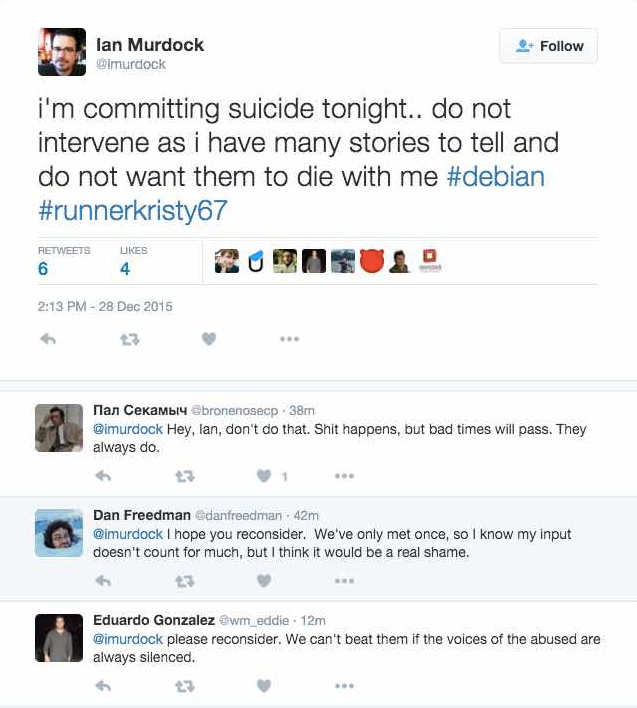 Ian Murdock
@imurdock
Follow
i'm committing suicide tonight.. do not
intervene as i have many stories to tell and
do not want them to die with me #debian
#runnerkristy67
RETWEETS LIKES
6 4
2:13 PM - 28 Dec 2015
Пал Секамыч @bronenosecp · 38m
@imurdock Hey, Ian, don't do that. Shit happens, but bad times will pass. They
always do.
1
Dan Freedman @danfreedman · 42m
@imurdock I hope you reconsider. We've only met once, so I know my input
doesn't count for much, but I think it would be a real shame.
Eduardo Gonzalez @wm_eddie · 12m
@imurdock please reconsider. We can't beat them if the voices of the abused are
always silenced.